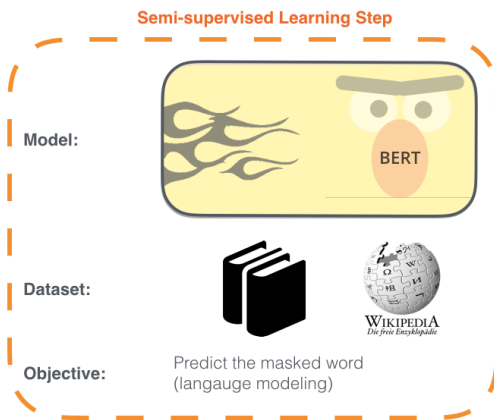 Semi-supervised Learning Step
Model:
BERT
Dataset:
WIKIPEDIA
Die freie Enzyklopädie
Objective:
Predict the masked word
(langauge modeling)